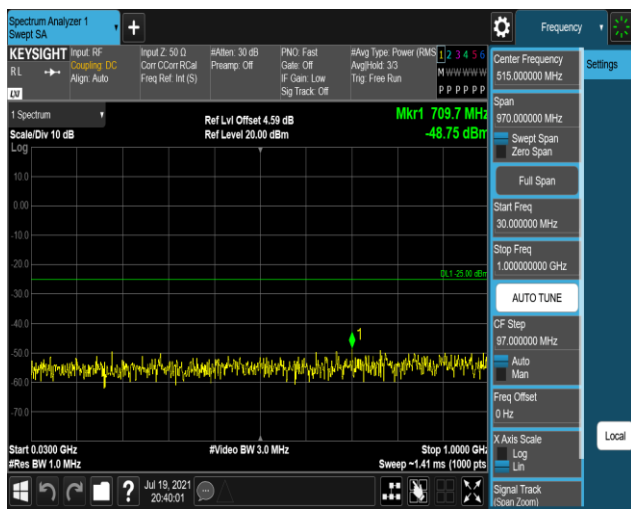 Spectrum Analyzer 1
Swept SA
+
Frequency
KEYSIGHT
RL
LXI
Input: RF
Coupling: DC
Align: Auto
Input Z: 50 Ω
Corr CCorr RCal
Freq Ref: Int (S)
#Atten: 30 dB
Preamp: Off
PNO: Fast
Gate: Off
IF Gain: Low
Sig Track: Off
#Avg Type: Power (RMS
Avg|Hold: 3/3
Trig: Free Run
1 2 3 4 5 6
M W W W W W
P P P P P P
1 Spectrum
Scale/Div 10 dB
Log
Ref Lvl Offset 4.59 dB
Ref Level 20.00 dBm
Mkr1 709.7 MHz
-48.75 dBm
10.0
0.00
-10.0
-20.0
DL1 -25.00 dBm
-30.0
-40.0
1
-50.0
-60.0
-70.0
Start 0.0300 GHz
#Res BW 1.0 MHz
#Video BW 3.0 MHz
Stop 1.0000 GHz
Sweep ~1.41 ms (1000 pts
?
Jul 19, 2021
20:40:01
Center Frequency
515.000000 MHz
Settings
Span
970.000000 MHz
Swept Span
Zero Span
Full Span
Start Freq
30.000000 MHz
Stop Freq
1.000000000 GHz
AUTO TUNE
CF Step
97.000000 MHz
Auto
Man
Freq Offset
0 Hz
X Axis Scale
Log
Lin
Local
Signal Track
(Span Zoom)